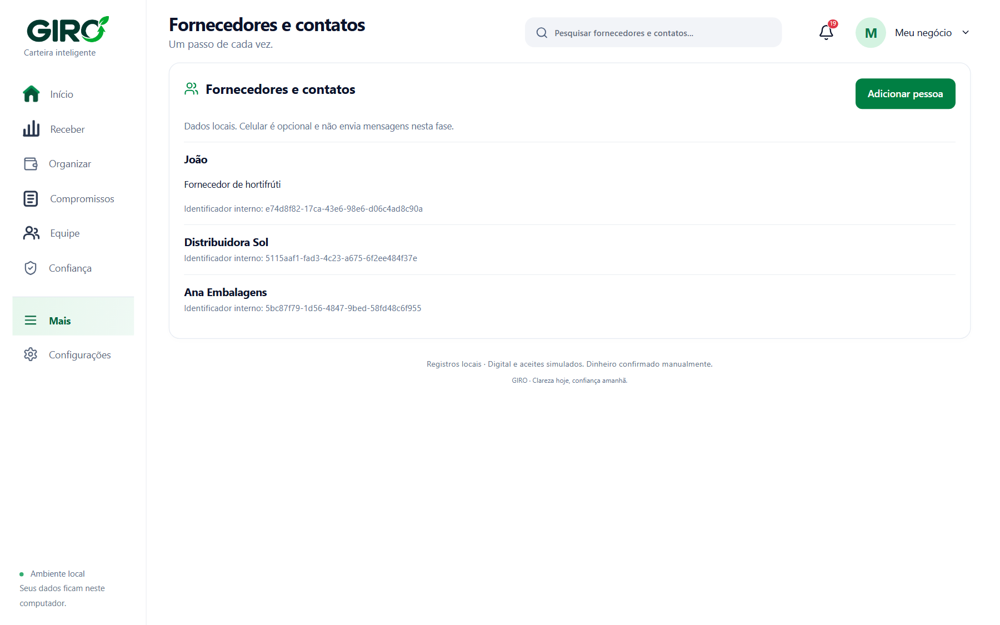 GIRO
Carteira inteligente
Início
Receber
Organizar
Compromissos
Equipe
Confiança
Mais
Configurações
Ambiente local
Seus dados ficam neste
computador.
Fornecedores e contatos
Um passo de cada vez.
Pesquisar fornecedores e contatos...
19
M
Meu negócio
Fornecedores e contatos
Adicionar pessoa
Dados locais. Celular é opcional e não envia mensagens nesta fase.
João
Fornecedor de hortifrúti
Identificador interno: e74d8f82-17ca-43e6-98e6-d06c4ad8c90a
Distribuidora Sol
Identificador interno: 5115aaf1-fad3-4c23-a675-6f2ee484f37e
Ana Embalagens
Identificador interno: 5bc87f79-1d56-4847-9bed-58fd48c6f955
Registros locais · Digital e aceites simulados. Dinheiro confirmado manualmente.
GIRO · Clareza hoje, confiança amanhã.